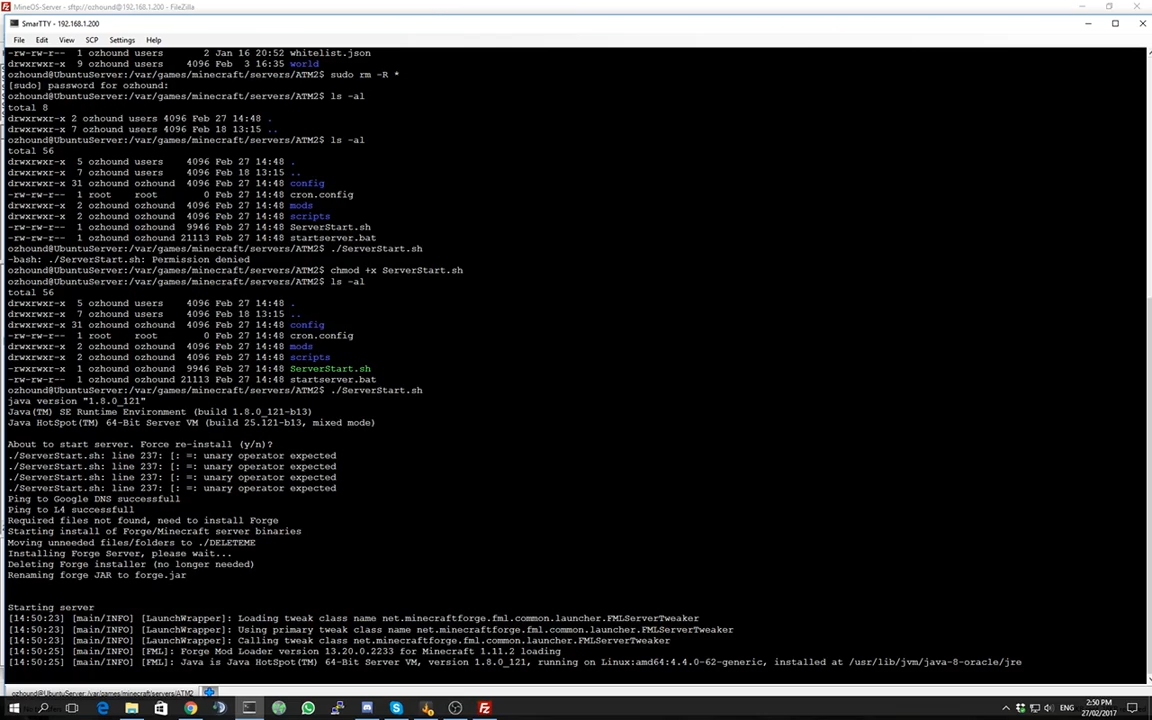 MineOS-Server - sftp://ozhound@192.168.1.200 - FileZilla
SmarTTY - 192.168.1.200
File Edit View SCP Settings Help
-rw-rw-r-- 1 ozhound users 2 Jan 16 20:52 whitelist.json
drwxrwxr-x 9 ozhound users 4096 Feb 3 16:35 world
ozhound@UbuntuServer:/var/games/minecraft/servers/ATM2$ sudo rm -R *
[sudo] password for ozhound:
ozhound@UbuntuServer:/var/games/minecraft/servers/ATM2$ ls -al
total 8
drwxrwxr-x 2 ozhound users 4096 Feb 27 14:48 .
drwxrwxr-x 7 ozhound users 4096 Feb 18 13:15 ..
ozhound@UbuntuServer:/var/games/minecraft/servers/ATM2$ ls -al
total 56
drwxrwxr-x 5 ozhound users 4096 Feb 27 14:48 .
drwxrwxr-x 7 ozhound users 4096 Feb 18 13:15 ..
drwxrwxr-x 31 ozhound ozhound 4096 Feb 27 14:48 config
-rw-rw-r-- 1 root root 0 Feb 27 14:48 cron.config
drwxrwxr-x 2 ozhound ozhound 4096 Feb 27 14:48 mods
drwxrwxr-x 2 ozhound ozhound 4096 Feb 27 14:48 scripts
-rw-rw-r-- 1 ozhound ozhound 9946 Feb 27 14:48 ServerStart.sh
-rw-rw-r-- 1 ozhound ozhound 21113 Feb 27 14:48 startserver.bat
ozhound@UbuntuServer:/var/games/minecraft/servers/ATM2$ ./ServerStart.sh
-bash: ./ServerStart.sh: Permission denied
ozhound@UbuntuServer:/var/games/minecraft/servers/ATM2$ chmod +x ServerStart.sh
ozhound@UbuntuServer:/var/games/minecraft/servers/ATM2$ ls -al
total 56
drwxrwxr-x 5 ozhound users 4096 Feb 27 14:48 .
drwxrwxr-x 7 ozhound users 4096 Feb 18 13:15 ..
drwxrwxr-x 31 ozhound ozhound 4096 Feb 27 14:48 config
-rw-rw-r-- 1 root root 0 Feb 27 14:48 cron.config
drwxrwxr-x 2 ozhound ozhound 4096 Feb 27 14:48 mods
drwxrwxr-x 2 ozhound ozhound 4096 Feb 27 14:48 scripts
-rwxrwxr-x 1 ozhound ozhound 9946 Feb 27 14:48 ServerStart.sh
-rw-rw-r-- 1 ozhound ozhound 21113 Feb 27 14:48 startserver.bat
ozhound@UbuntuServer:/var/games/minecraft/servers/ATM2$ ./ServerStart.sh
java version "1.8.0_121"
Java(TM) SE Runtime Environment (build 1.8.0_121-b13)
Java HotSpot(TM) 64-Bit Server VM (build 25.121-b13, mixed mode)
About to start server. Force re-install (y/n)?
./ServerStart.sh: line 237: [: =: unary operator expected
./ServerStart.sh: line 237: [: =: unary operator expected
./ServerStart.sh: line 237: [: =: unary operator expected
./ServerStart.sh: line 237: [: =: unary operator expected
Ping to Google DNS successfull
Ping to L4 successfull
Required files not found, need to install Forge
Starting install of Forge/Minecraft server binaries
Moving unneeded files/folders to ./DELETEME
Installing Forge Server, please wait...
Deleting Forge installer (no longer needed)
Renaming forge JAR to forge.jar
Starting server
[14:50:23] [main/INFO] [LaunchWrapper]: Loading tweak class name net.minecraftforge.fml.common.launcher.FMLServerTweaker
[14:50:23] [main/INFO] [LaunchWrapper]: Using primary tweak class name net.minecraftforge.fml.common.launcher.FMLServerTweaker
[14:50:23] [main/INFO] [LaunchWrapper]: Calling tweak class net.minecraftforge.fml.common.launcher.FMLServerTweaker
[14:50:25] [main/INFO] [FML]: Forge Mod Loader version 13.20.0.2233 for Minecraft 1.11.2 loading
[14:50:25] [main/INFO] [FML]: Java is Java HotSpot(TM) 64-Bit Server VM, version 1.8.0_121, running on Linux:amd64:4.4.0-62-generic, installed at /usr/lib/jvm/java-8-oracle/jre
ozhound@UbuntuServer:/var/games/minecraft/servers/ATM2
ENG
2:50 PM
27/02/2017